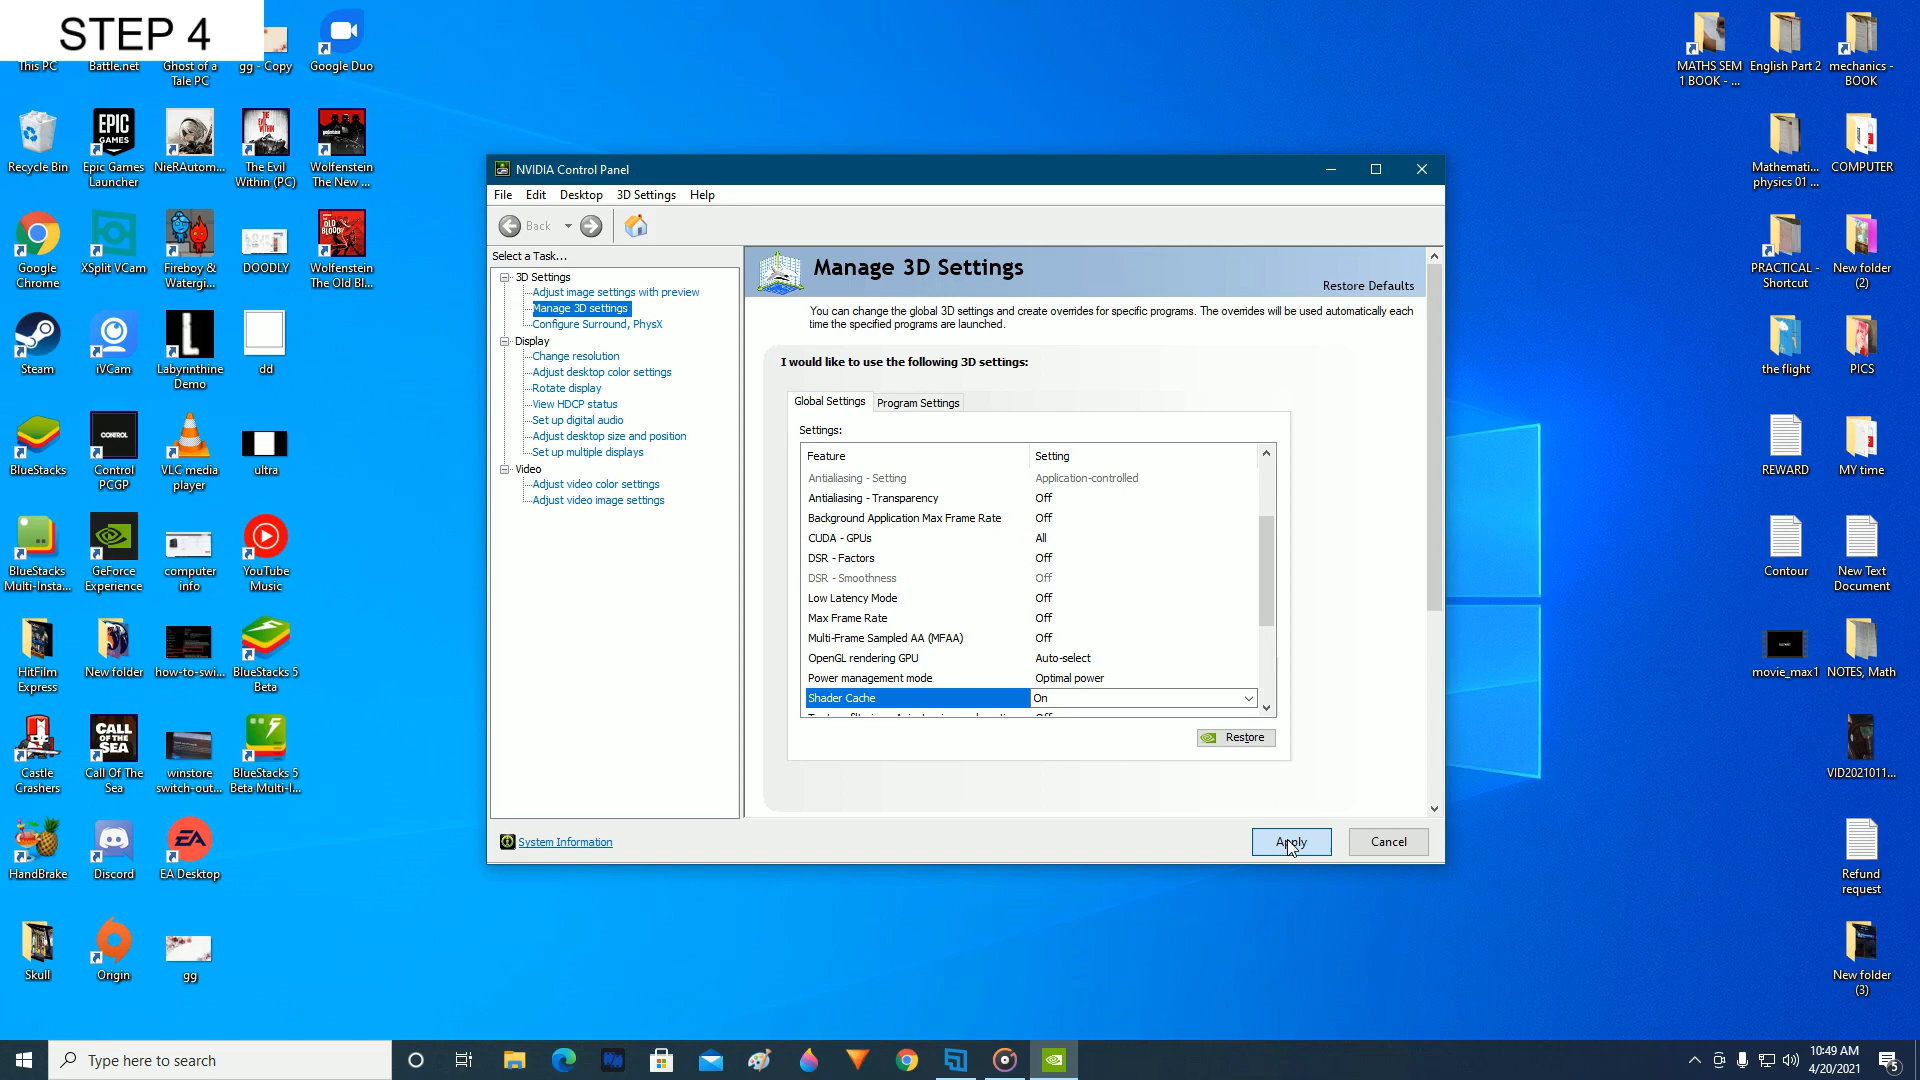 STEP 4
This PC
Battle.net
Ghost of a
Tale PC
gg - Copy
Google Duo
Recycle Bin
EPIC
GAMES
Epic Games
Launcher
NieRAutom...
The Evil
Within (PC)
Wolfenstein
The New ...
Google
Chrome
XSplit VCam
Fireboy &
Watergi...
DOODLY
Wolfenstein
The Old Bl...
Steam
iVCam
Labyrinthine
Demo
dd
BlueStacks
CONTROL
Control
PCGP
VLC media
player
ultra
BlueStacks
Multi-Insta...
GeForce
Experience
computer
info
YouTube
Music
HitFilm
Express
New folder
how-to-swi...
BlueStacks 5
Beta
Castle
Crashers
CALL
OF THE
SEA
Call Of The
Sea
winstore
switch-out...
BlueStacks 5
Beta Multi-I...
HandBrake
Discord
EA
EA Desktop
Skull
Origin
gg
NVIDIA Control Panel
File Edit Desktop 3D Settings Help
Back
Select a Task...
3D Settings
Adjust image settings with preview
Manage 3D settings
Configure Surround, PhysX
Display
Change resolution
Adjust desktop color settings
Rotate display
View HDCP status
Set up digital audio
Adjust desktop size and position
Set up multiple displays
Video
Adjust video color settings
Adjust video image settings
System Information
Manage 3D Settings
Restore Defaults
You can change the global 3D settings and create overrides for specific programs. The overrides will be used automatically each
time the specified programs are launched.
I would like to use the following 3D settings:
Global Settings Program Settings
Settings:
Feature Setting
Antialiasing - Setting Application-controlled
Antialiasing - Transparency Off
Background Application Max Frame Rate Off
CUDA - GPUs All
DSR - Factors Off
DSR - Smoothness Off
Low Latency Mode Off
Max Frame Rate Off
Multi-Frame Sampled AA (MFAA) Off
OpenGL rendering GPU Auto-select
Power management mode Optimal power
Shader Cache On
Restore
Apply Cancel
MATHS SEM
1 BOOK - ...
English Part 2
mechanics -
BOOK
Mathemati...
physics 01 ...
COMPUTER
PRACTICAL -
Shortcut
New folder
(2)
the flight
PICS
REWARD
MY time
Contour
New Text
Document
movie_max1
NOTES, Math
VID2021011...
Refund
request
New folder
(3)
Type here to search
10:49 AM
4/20/2021
5